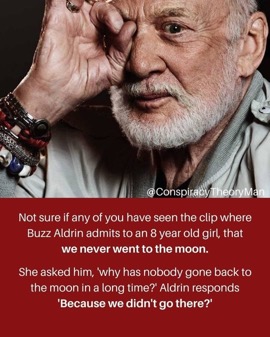 @ConspiracyTheoryMan
Not sure if any of you have seen the clip where
Buzz Aldrin admits to an 8 year old girl, that
we never went to the moon.
She asked him, 'why has nobody gone back to
the moon in a long time?' Aldrin responds
'Because we didn't go there?'